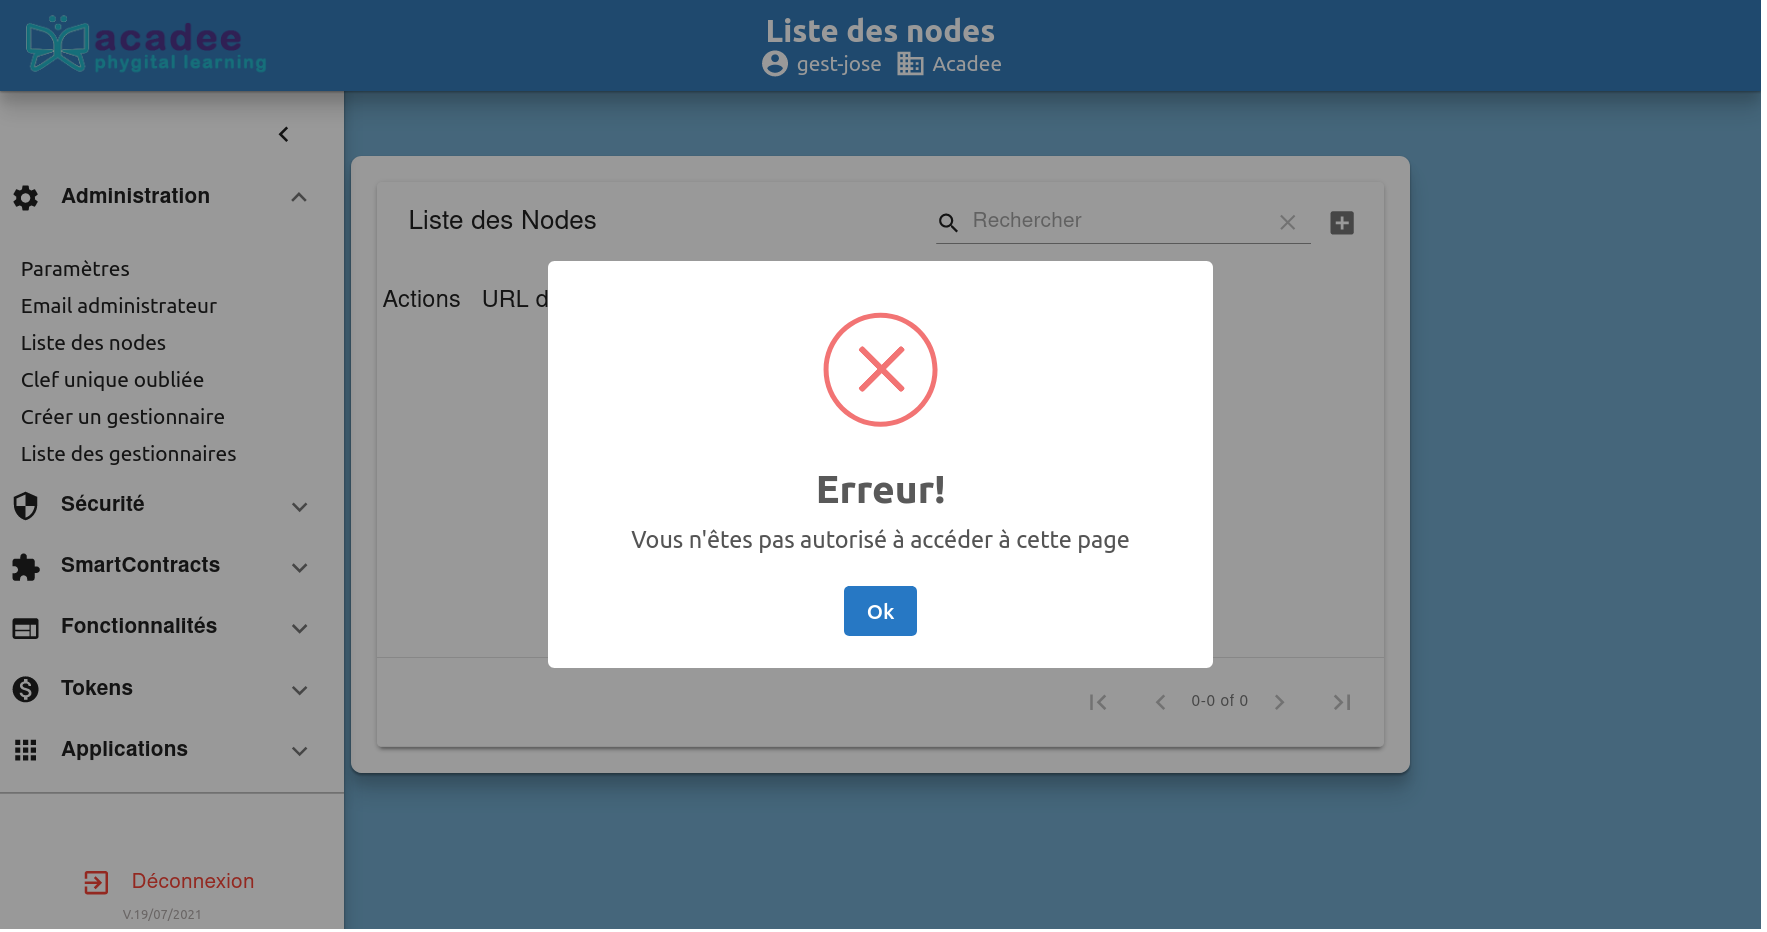 acadee
phygital learning
Liste des nodes
gest-jose Acadee
Administration
Paramètres
Email administrateur
Liste des nodes
Clef unique oubliée
Créer un gestionnaire
Liste des gestionnaires
Sécurité
SmartContracts
Fonctionnalités
Tokens
Applications
Déconnexion
V.19/07/2021
Liste des Nodes
Rechercher
Actions URL d
Erreur!
Vous n'êtes pas autorisé à accéder à cette page
Ok
0-0 of 0